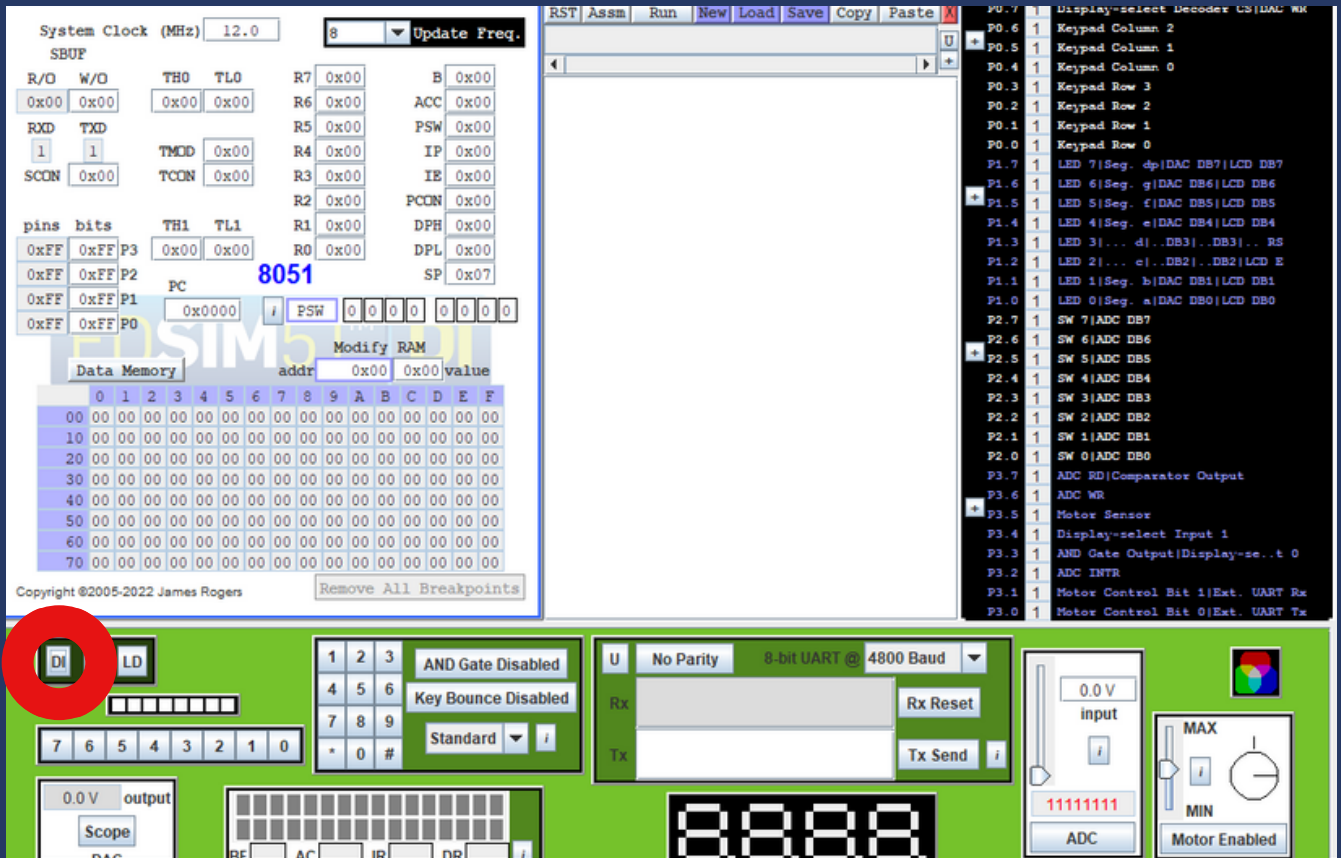 System Clock (MHz) 12.0 8 Update Freq.
SBUF
R/O W/O TH0 TL0 R7 0x00 B 0x00
0x00 0x00 0x00 0x00 R6 0x00 ACC 0x00
RXD TXD R5 0x00 PSW 0x00
1 1 TMOD 0x00 R4 0x00 IP 0x00
SCON 0x00 TCON 0x00 R3 0x00 IE 0x00
R2 0x00 PCON 0x00
pins bits TH1 TL1 R1 0x00 DPH 0x00
0xFF 0xFF P3 0x00 0x00 R0 0x00 DPL 0x00
0xFF 0xFF P2 8051 SP 0x07
0xFF 0xFF P1 PC
0xFF 0xFF P0 0x0000 i PSW 0 0 0 0 0 0 0 0
EDSIM51DI
Modify RAM
Data Memory addr 0x00 0x00 value
0 1 2 3 4 5 6 7 8 9 A B C D E F
00 00 00 00 00 00 00 00 00 00 00 00 00 00 00 00 00
10 00 00 00 00 00 00 00 00 00 00 00 00 00 00 00 00
20 00 00 00 00 00 00 00 00 00 00 00 00 00 00 00 00
30 00 00 00 00 00 00 00 00 00 00 00 00 00 00 00 00
40 00 00 00 00 00 00 00 00 00 00 00 00 00 00 00 00
50 00 00 00 00 00 00 00 00 00 00 00 00 00 00 00 00
60 00 00 00 00 00 00 00 00 00 00 00 00 00 00 00 00
70 00 00 00 00 00 00 00 00 00 00 00 00 00 00 00 00
Copyright ©2005-2022 James Rogers Remove All Breakpoints
RST Assm Run New Load Save Copy Paste X
U
+
P0.7 1 Display-select Decoder CS|DAC WR
P0.6 1 Keypad Column 2
+ P0.5 1 Keypad Column 1
P0.4 1 Keypad Column 0
P0.3 1 Keypad Row 3
P0.2 1 Keypad Row 2
P0.1 1 Keypad Row 1
P0.0 1 Keypad Row 0
P1.7 1 LED 7|Seg. dp|DAC DB7|LCD DB7
P1.6 1 LED 6|Seg. g|DAC DB6|LCD DB6
+ P1.5 1 LED 5|Seg. f|DAC DB5|LCD DB5
P1.4 1 LED 4|Seg. e|DAC DB4|LCD DB4
P1.3 1 LED 3|... d|..DB3|..DB3|.. RS
P1.2 1 LED 2|... c|..DB2|..DB2|LCD E
P1.1 1 LED 1|Seg. b|DAC DB1|LCD DB1
P1.0 1 LED 0|Seg. a|DAC DB0|LCD DB0
P2.7 1 SW 7|ADC DB7
P2.6 1 SW 6|ADC DB6
+ P2.5 1 SW 5|ADC DB5
P2.4 1 SW 4|ADC DB4
P2.3 1 SW 3|ADC DB3
P2.2 1 SW 2|ADC DB2
P2.1 1 SW 1|ADC DB1
P2.0 1 SW 0|ADC DB0
P3.7 1 ADC RD|Comparator Output
P3.6 1 ADC WR
+ P3.5 1 Motor Sensor
P3.4 1 Display-select Input 1
P3.3 1 AND Gate Output|Display-se..t 0
P3.2 1 ADC INTR
P3.1 1 Motor Control Bit 1|Ext. UART Rx
P3.0 1 Motor Control Bit 0|Ext. UART Tx
DI LD
7 6 5 4 3 2 1 0
1 2 3 AND Gate Disabled
4 5 6 Key Bounce Disabled
7 8 9 Standard i
* 0 #
U No Parity 8-bit UART @ 4800 Baud
Rx Rx Reset
Tx Tx Send i
0.0 V
input
i
11111111
ADC
MAX
i
MIN
Motor Enabled
0.0 V output
Scope
DAC
BF AC IR DR i
8.8.8.8.